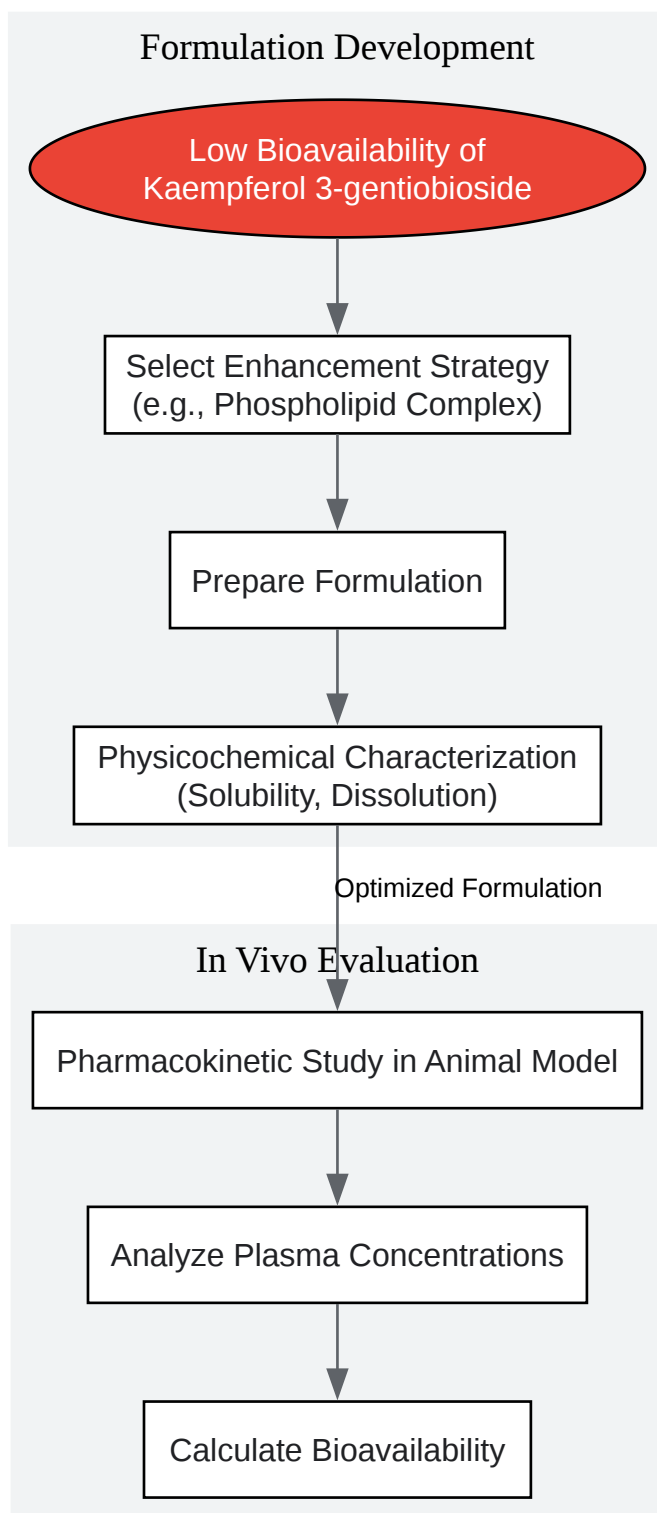 Formulation Development
Low Bioavailability of
Kaempferol 3-gentiobioside
Select Enhancement Strategy
(e.g., Phospholipid Complex)
Prepare Formulation
Physicochemical Characterization
(Solubility, Dissolution)
Optimized Formulation
In Vivo Evaluation
Pharmacokinetic Study in Animal Model
Analyze Plasma Concentrations
Calculate Bioavailability